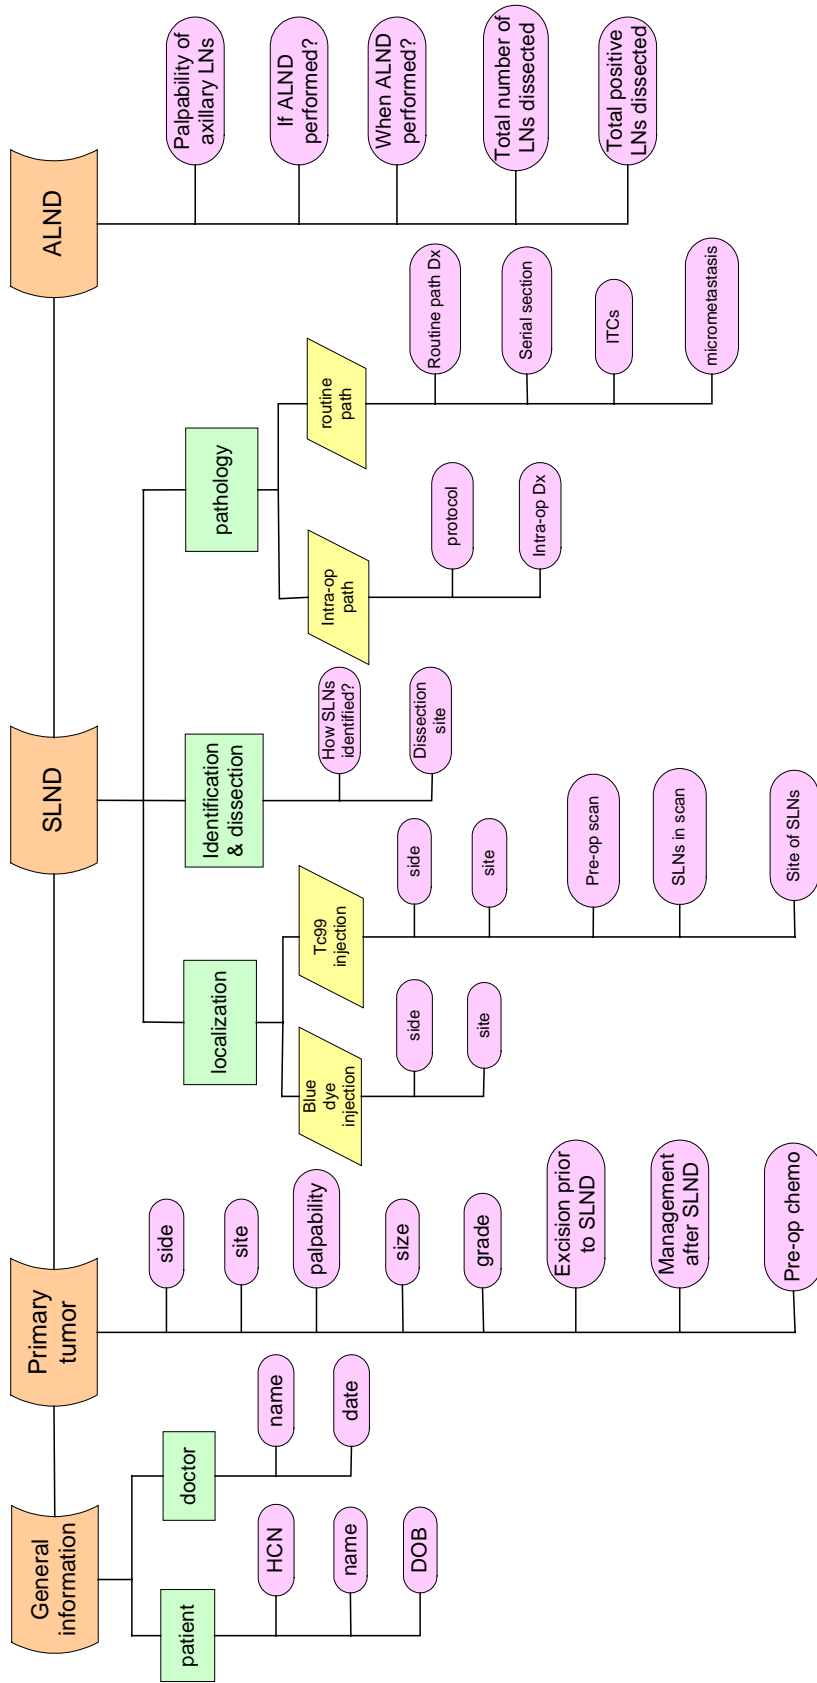 General
information
patient
HCN
name
DOB
doctor
name
date
Primary
tumor
side
site
palpability
size
grade
Excision prior
to SLND
Management
after SLND
Pre-op chemo
SLND
localization
Blue
dye
injection
side
site
Tc99
injection
side
site
Pre-op scan
SLNs in scan
Site of SLNs
Identification
& dissection
How SLNs
identified?
Dissection
site
pathology
Intra-op
path
protocol
Intra-op Dx
routine
path
Routine path Dx
Serial section
ITCs
micrometastasis
ALND
Palpability of
axillary LNs
If ALND
performed?
When ALND
performed?
Total number of
LNs dissected
Total positive
LNs dissected